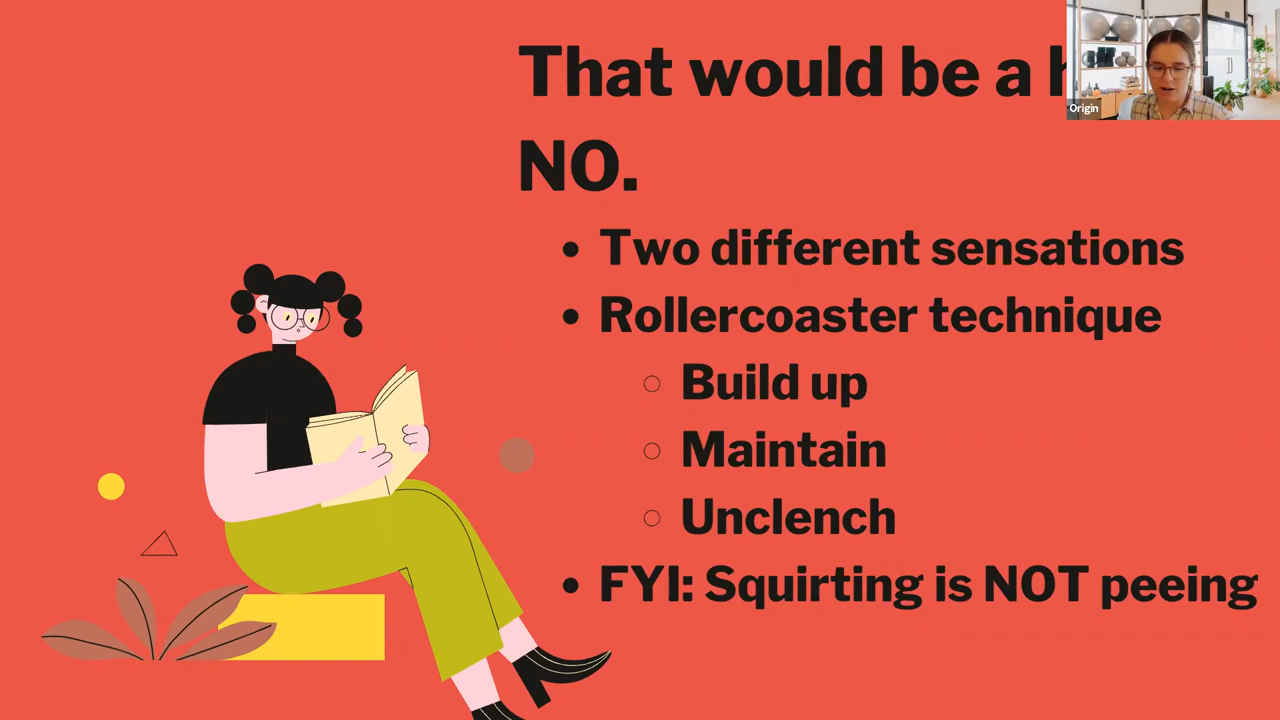 That would be a
NO.
Two different sensations
Rollercoaster technique
Build up
Maintain
Unclench
FYI: Squirting is NOT peeing
Origin